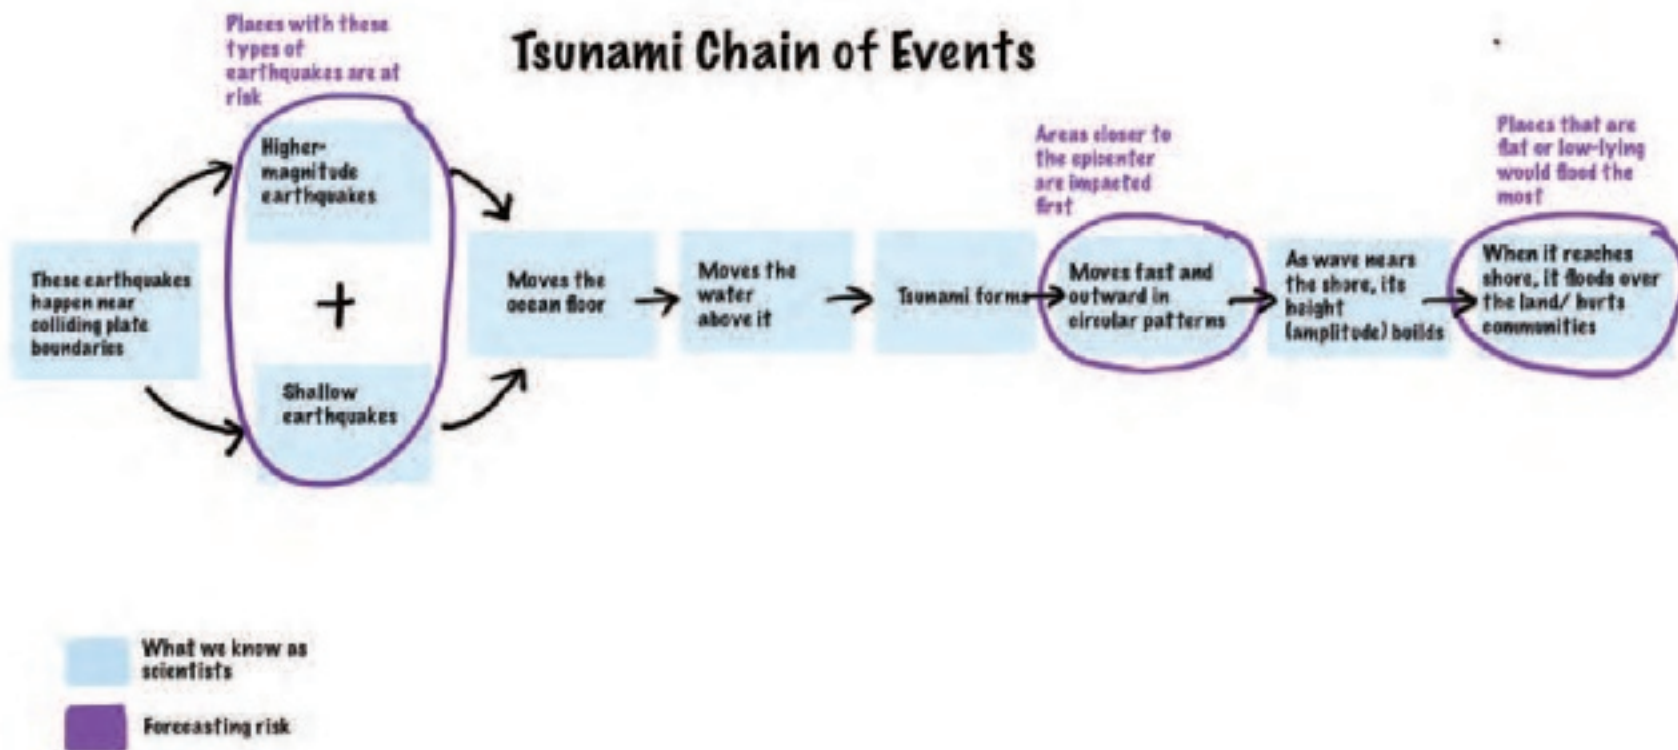 Tsunami Chain of Events
Places with these
types of
earthquakes are at
risk
Higher-
magnitude
earthquakes
+
Shallow
earthquakes
These earthquakes
happen near
colliding plate
boundaries
Moves the
ocean floor
Moves the
water
above it
Tsunami forms
Areas closer to
the epicenter
are impacted
first
Moves fast and
outward in
circular patterns
As wave nears
the shore, its
height
(amplitude) builds
Places that are
flat or low-lying
would flood the
most
When it reaches
shore, it floods over
the land/ hurts
communities
What we know as
scientists
Forecasting risk